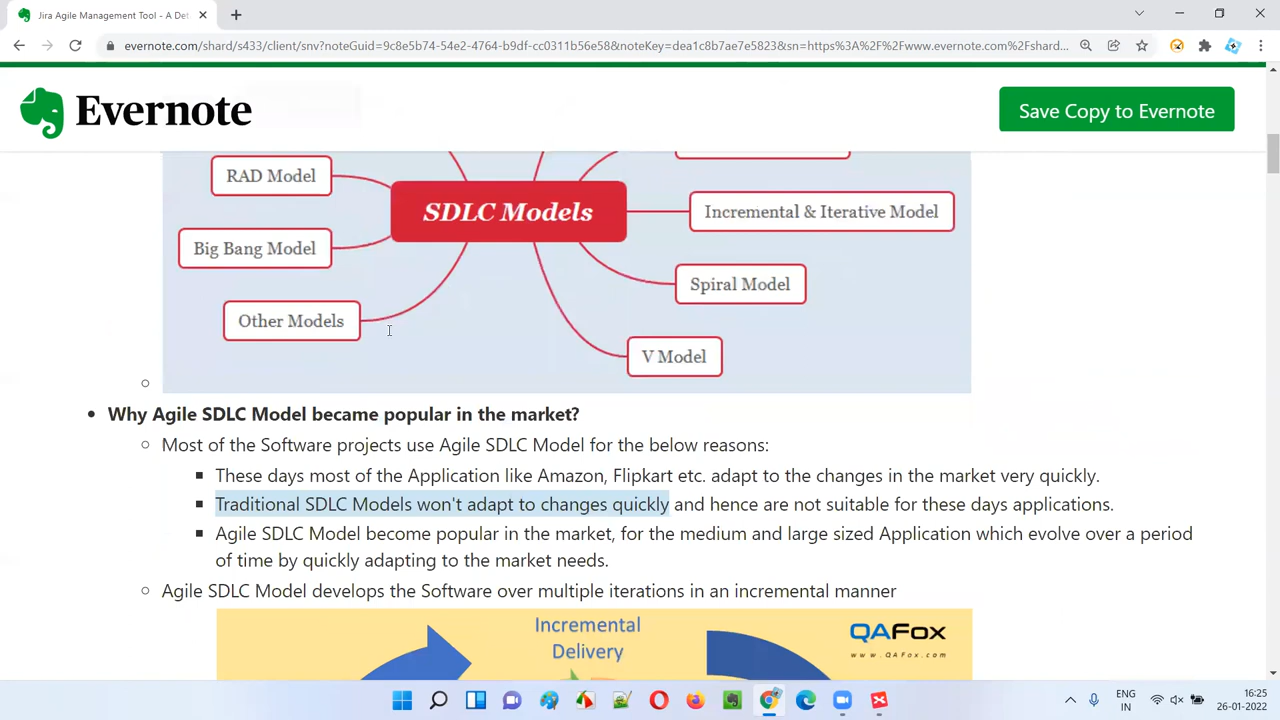 Jira Agile Management Tool - A Det
evernote.com/shard/s433/client/snv?noteGuid=9c8e5b74-54e2-4764-b9df-cc0311b56e58&noteKey=dea1c8b7ae7e5823&sn=https%3A%2F%2Fwww.evernote.com%2Fshard...
Evernote
Save Copy to Evernote
RAD Model
SDLC Models
Incremental & Iterative Model
Big Bang Model
Spiral Model
Other Models
V Model
Why Agile SDLC Model became popular in the market?
Most of the Software projects use Agile SDLC Model for the below reasons:
These days most of the Application like Amazon, Flipkart etc. adapt to the changes in the market very quickly.
Traditional SDLC Models won't adapt to changes quickly and hence are not suitable for these days applications.
Agile SDLC Model become popular in the market, for the medium and large sized Application which evolve over a period
of time by quickly adapting to the market needs.
Agile SDLC Model develops the Software over multiple iterations in an incremental manner
Incremental
Delivery
QAFox
www.QAFox.com
ENG
IN
16:25
26-01-2022